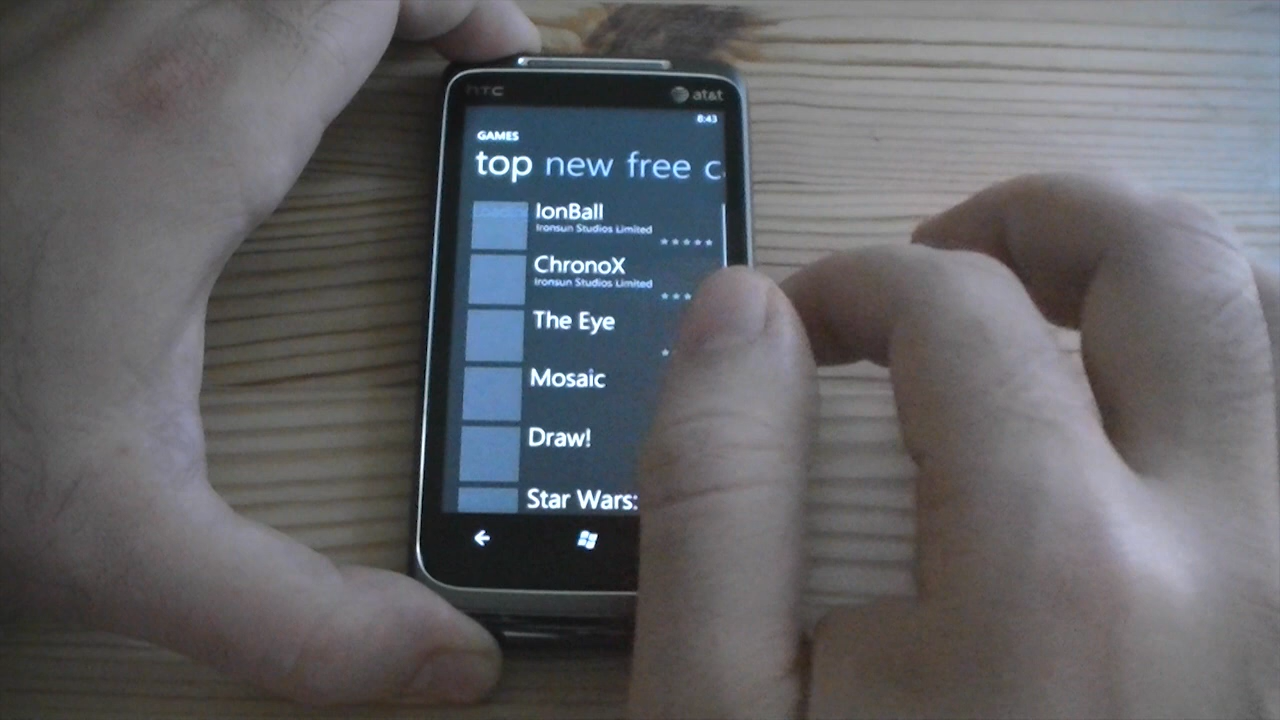 hTC
at&t
8:43
GAMES
top new free c
IonBall
Ironsun Studios Limited
ChronoX
Ironsun Studios Limited
The Eye
Mosaic
Draw!
Star Wars: